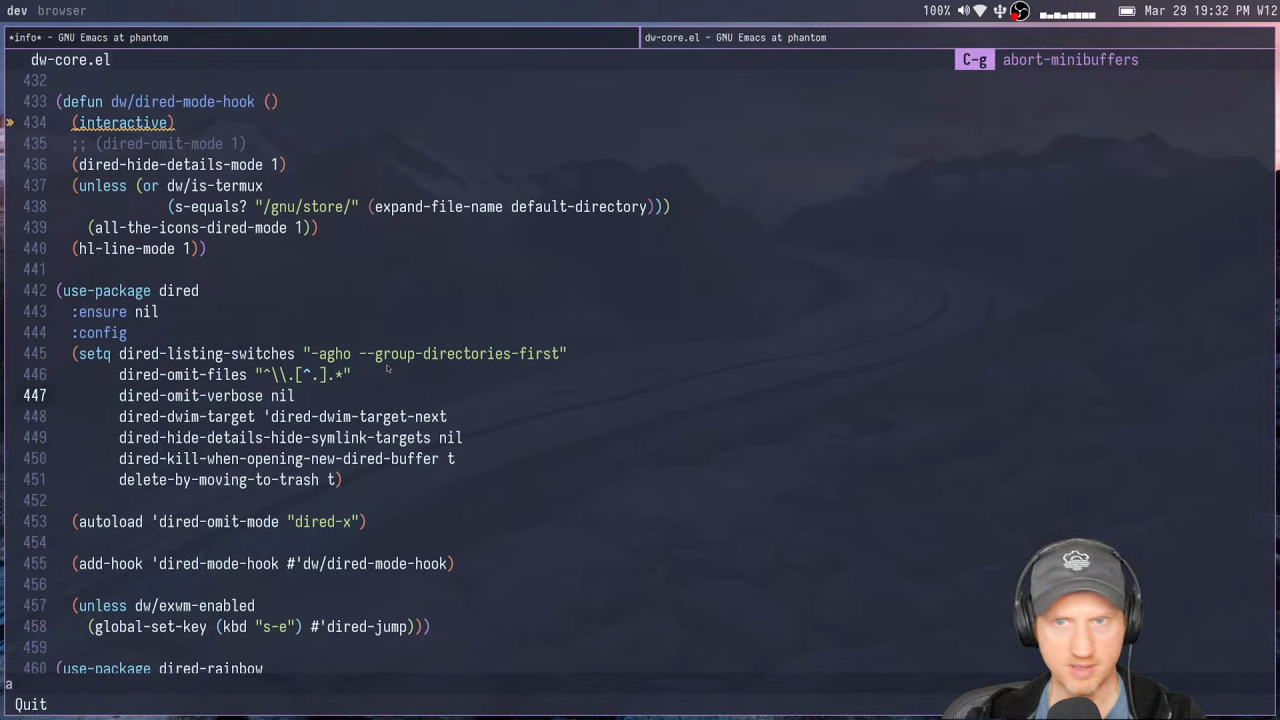 dev browser
100% Mar 29 19:32 W12
*info* - GNU Emacs at phantom
dw-core.el - GNU Emacs at phantom
dw-core.el
C-g abort-minibuffers
432
433 (defun dw/dired-mode-hook ()
» 434   (interactive)
435   ;; (dired-omit-mode 1)
436   (dired-hide-details-mode 1)
437   (unless (or dw/is-termux
438               (s-equals? "/gnu/store/" (expand-file-name default-directory)))
439     (all-the-icons-dired-mode 1))
440   (hl-line-mode 1))
441
442 (use-package dired
443   :ensure nil
444   :config
445   (setq dired-listing-switches "-agho --group-directories-first"
446         dired-omit-files "^\\.[^.].*"
447         dired-omit-verbose nil
448         dired-dwim-target 'dired-dwim-target-next
449         dired-hide-details-hide-symlink-targets nil
450         dired-kill-when-opening-new-dired-buffer t
451         delete-by-moving-to-trash t)
452
453   (autoload 'dired-omit-mode "dired-x")
454
455   (add-hook 'dired-mode-hook #'dw/dired-mode-hook)
456
457   (unless dw/exwm-enabled
458     (global-set-key (kbd "s-e") #'dired-jump)))
459
460 (use-package dired-rainbow
a
Quit